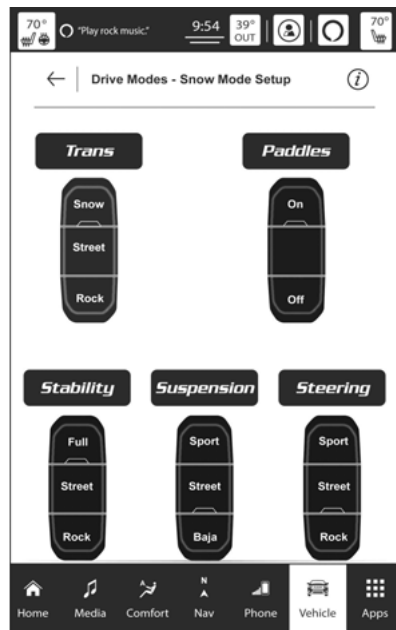 70° "Play rock music." 9:54 39° OUT 70°
Drive Modes - Snow Mode Setup
Trans Paddles
Snow On
Street
Rock Off
Stability Suspension Steering
Full Sport Sport
Street Street Street
Rock Baja Rock
N
Home Media Comfort Nav Phone Vehicle Apps